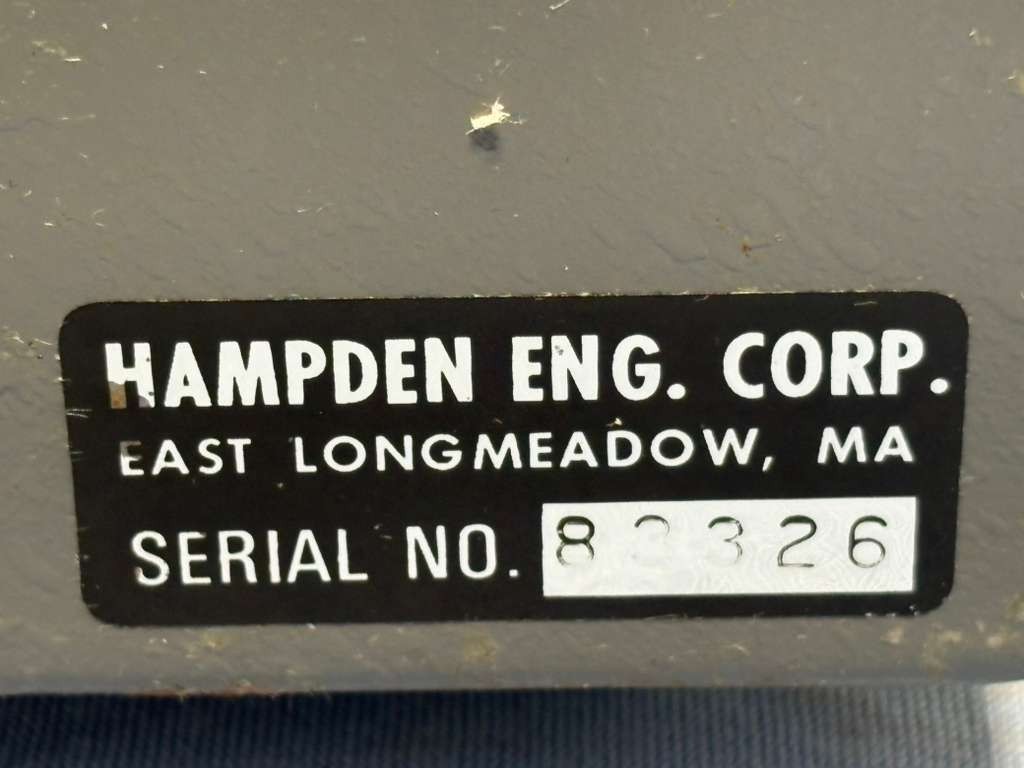 HAMPDEN ENG. CORP.
EAST LONGMEADOW, MA
SERIAL NO.